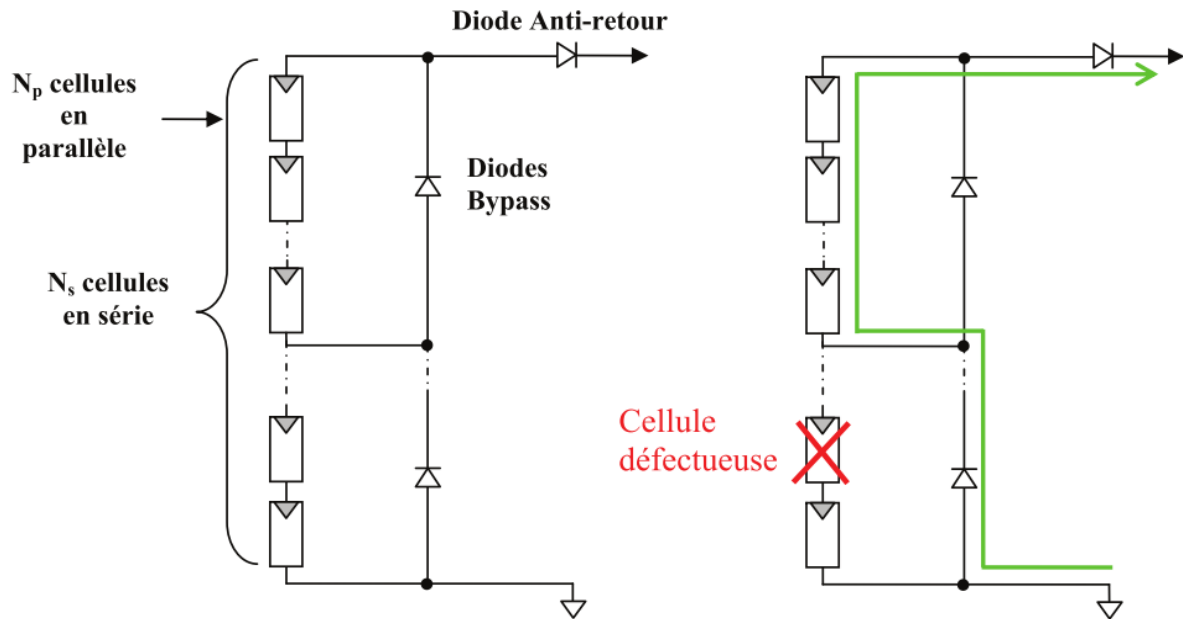 Diode Anti-retour
Np cellules
en
parallèle
Diodes
Bypass
Ns cellules
en série
Cellule
défectueuse